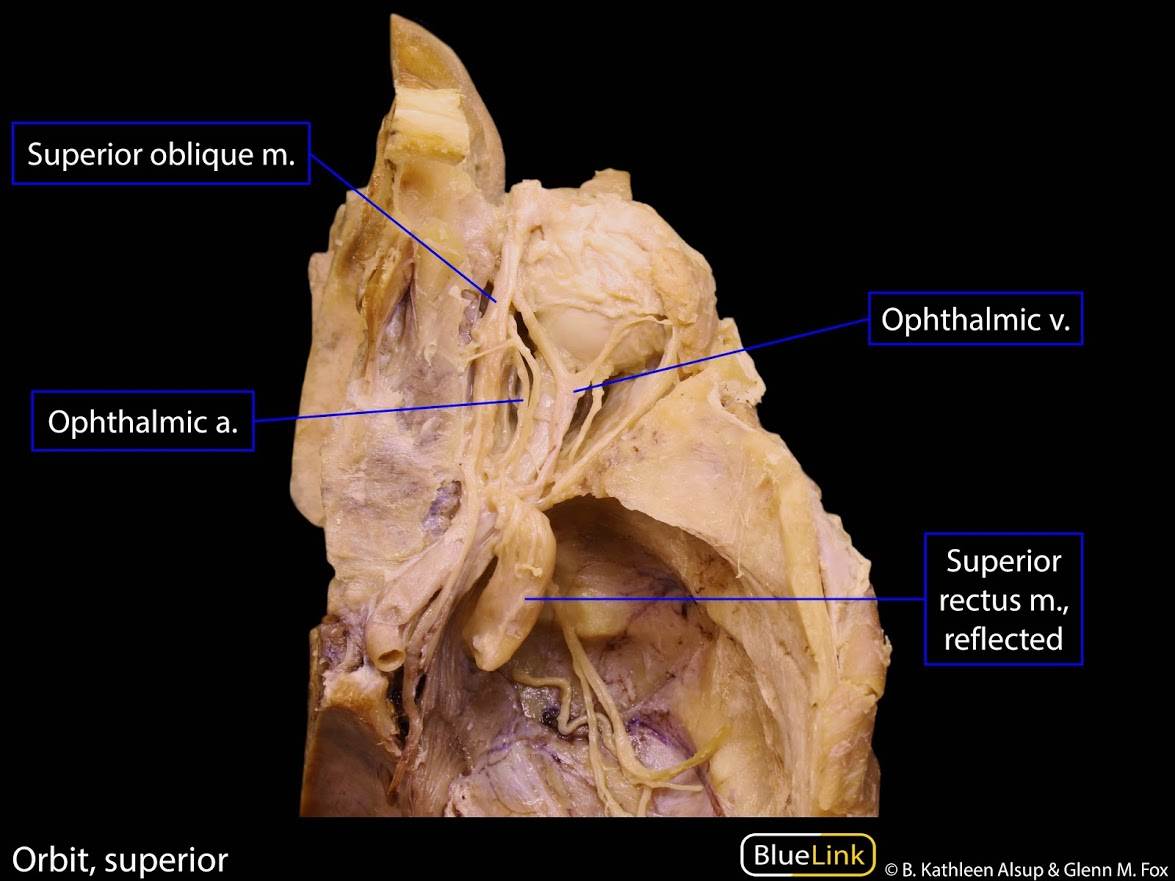 Superior oblique m.
Ophthalmic v.
Ophthalmic a.
Superior
rectus m.,
reflected
Orbit, superior
BlueLink
© B. Kathleen Alsup & Glenn M. Fox